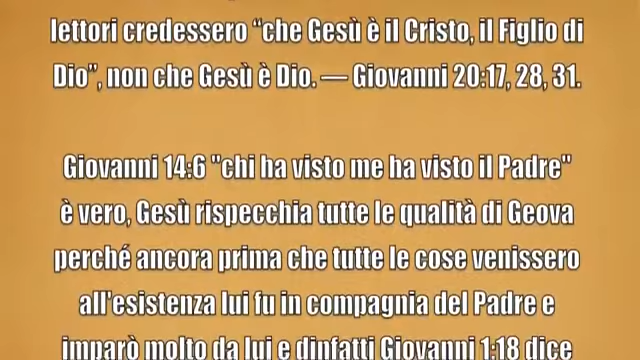 lettori credessero “che Gesù è il Cristo, il Figlio di
Dio”, non che Gesù è Dio. — Giovanni 20:17, 28, 31.
Giovanni 14:6 "chi ha visto me ha visto il Padre"
è vero, Gesù rispecchia tutte le qualità di Geova
perché ancora prima che tutte le cose venissero
all'esistenza lui fu in compagnia del Padre e
imparò molto da lui e dinfatti Giovanni 1:18 dice